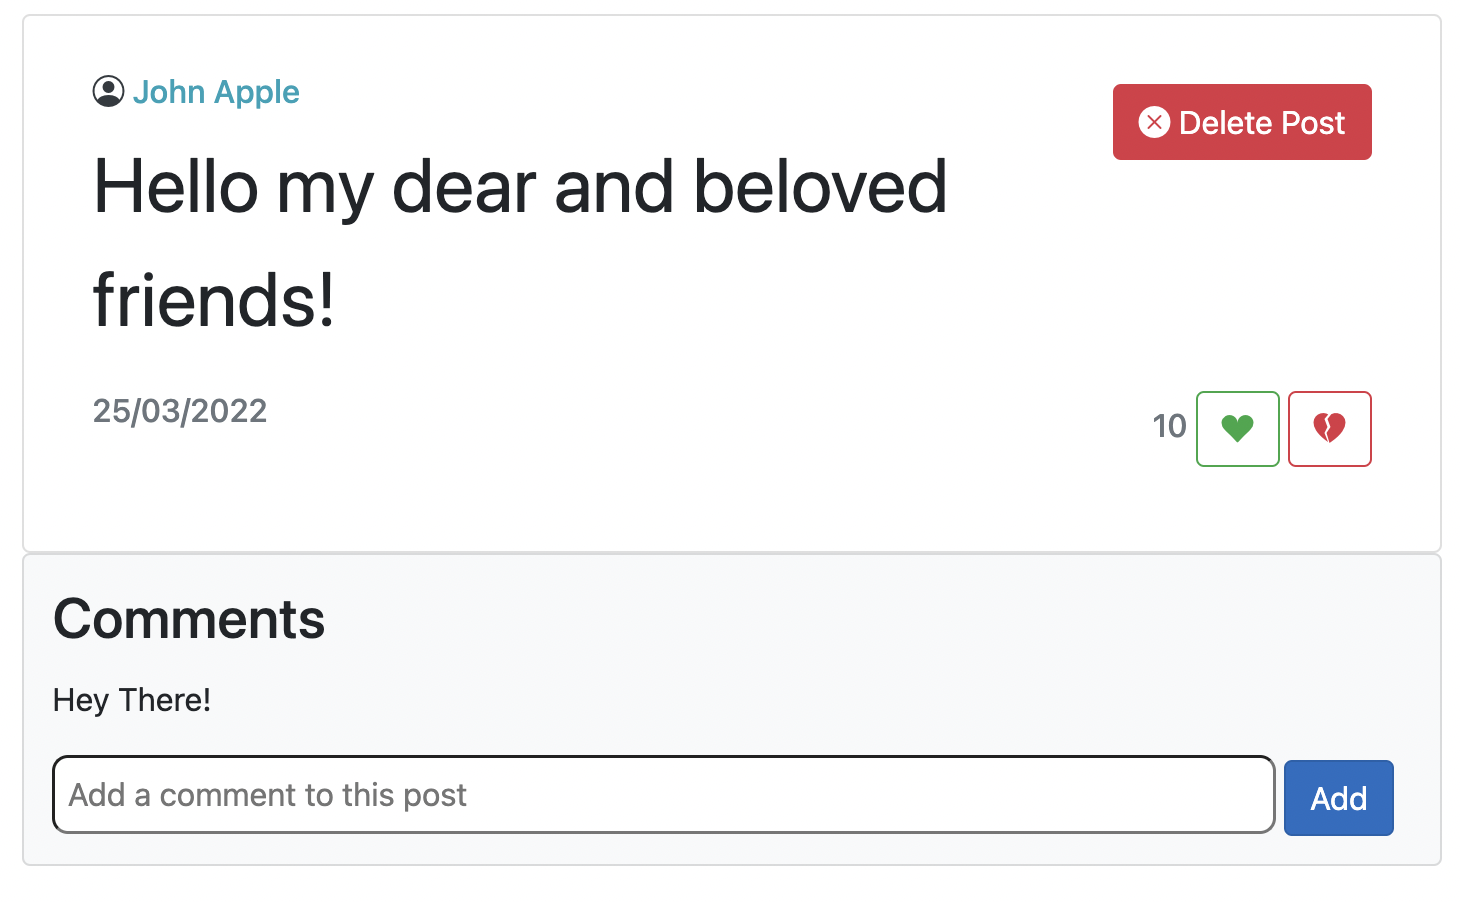 John Apple
Delete Post
Hello my dear and beloved
friends!
25/03/2022
10
Comments
Hey There!
Add a comment to this post
Add